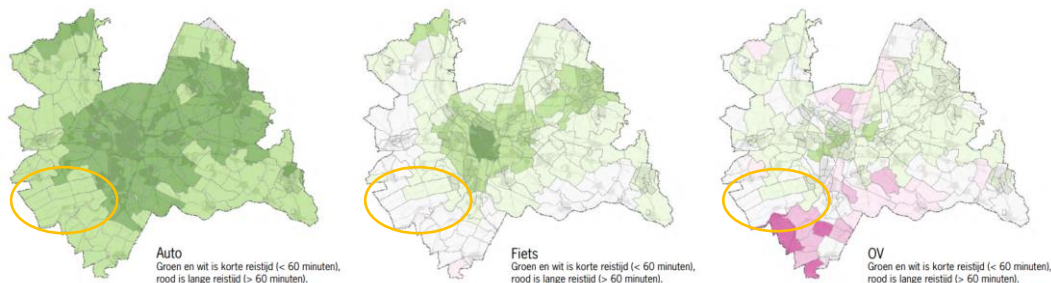 Auto
Groen en wit is korte reistijd (< 60 minuten),
rood is lange reistijd (> 60 minuten).
Fiets
Groen en wit is korte reistijd (< 60 minuten),
rood is lange reistijd (> 60 minuten).
OV
Groen en wit is korte reistijd (< 60 minuten),
rood is lange reistijd (> 60 minuten).